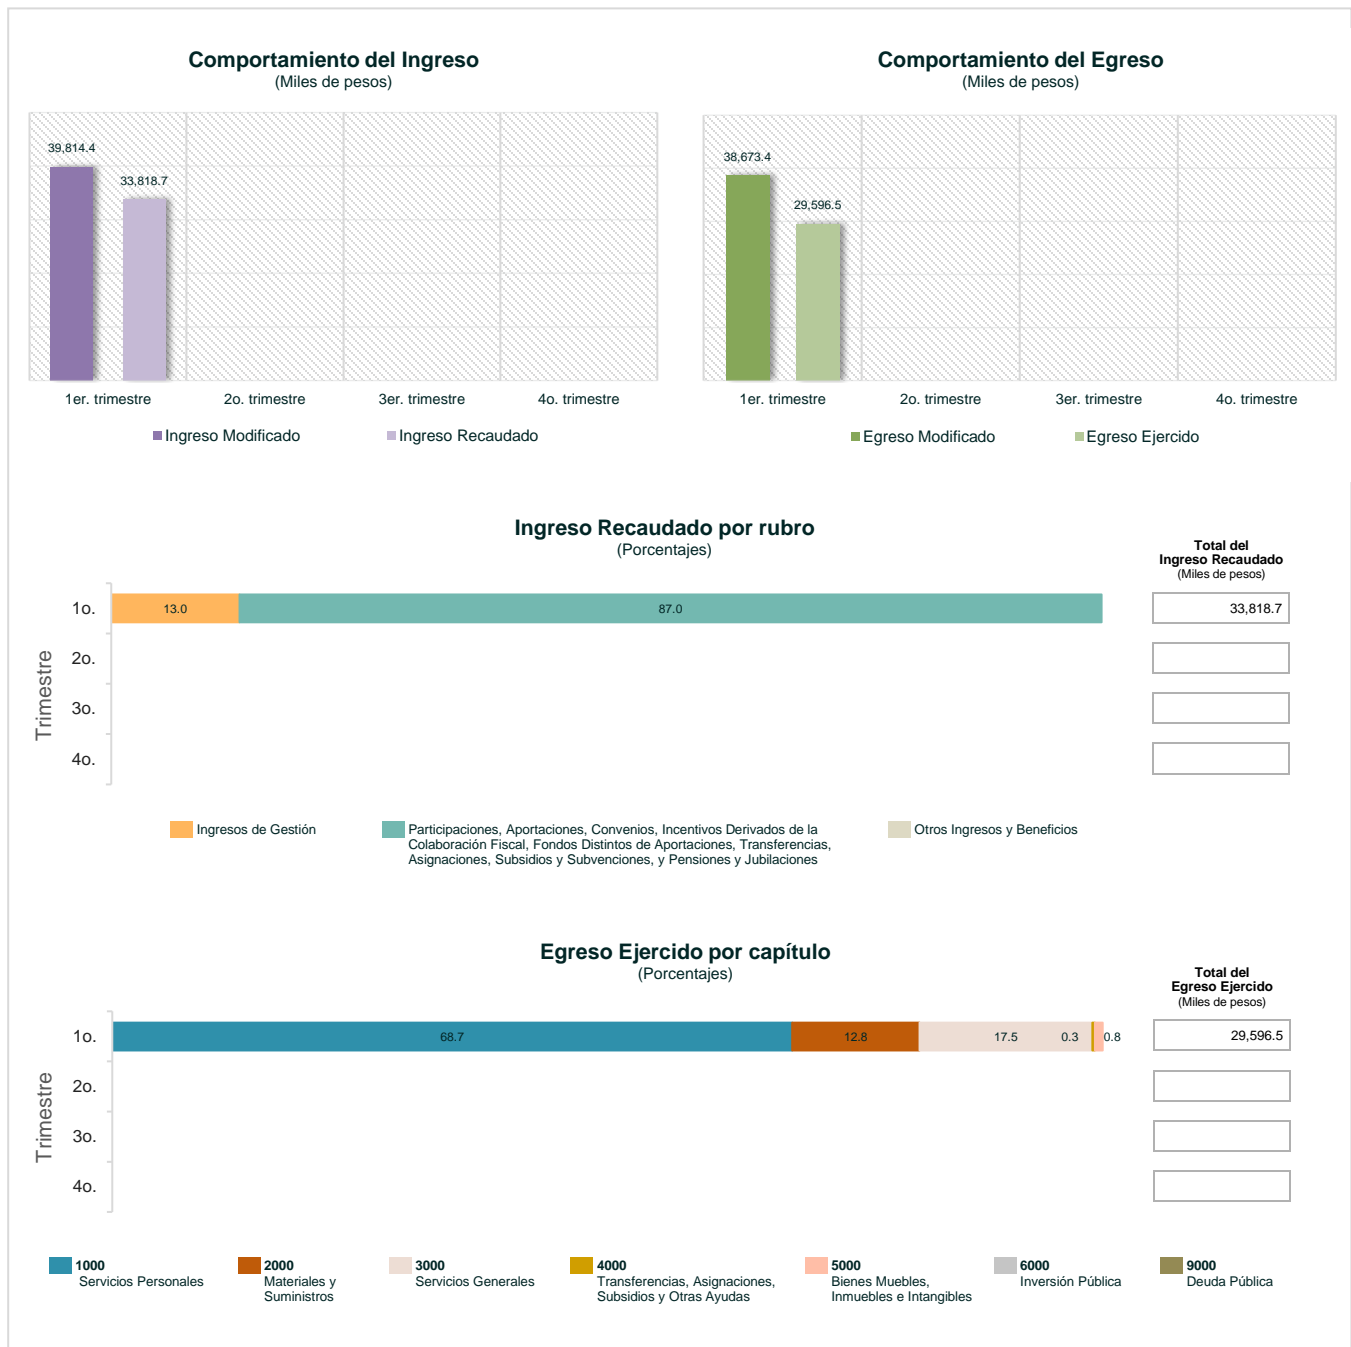 Comportamiento del Ingreso
(Miles de pesos)
39,814.4
33,818.7
1er. trimestre
2o. trimestre
3er. trimestre
4o. trimestre
Ingreso Modificado
Ingreso Recaudado
Comportamiento del Egreso
(Miles de pesos)
38,673.4
29,596.5
1er. trimestre
2o. trimestre
3er. trimestre
4o. trimestre
Egreso Modificado
Egreso Ejercido
Ingreso Recaudado por rubro
(Porcentajes)
Total del
Ingreso Recaudado
(Miles de pesos)
Trimestre
1o.
13.0
87.0
33,818.7
2o.
3o.
4o.
Ingresos de Gestión
Participaciones, Aportaciones, Convenios, Incentivos Derivados de la
Colaboración Fiscal, Fondos Distintos de Aportaciones, Transferencias,
Asignaciones, Subsidios y Subvenciones, y Pensiones y Jubilaciones
Otros Ingresos y Beneficios
Egreso Ejercido por capítulo
(Porcentajes)
Total del
Egreso Ejercido
(Miles de pesos)
Trimestre
1o.
68.7
12.8
17.5
0.3
0.8
29,596.5
2o.
3o.
4o.
1000
Servicios Personales
2000
Materiales y
Suministros
3000
Servicios Generales
4000
Transferencias, Asignaciones,
Subsidios y Otras Ayudas
5000
Bienes Muebles,
Inmuebles e Intangibles
6000
Inversión Pública
9000
Deuda Pública